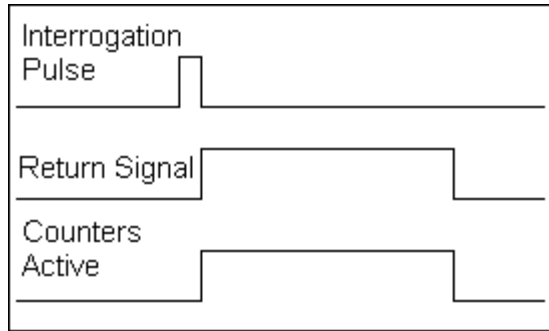 Interrogation
Pulse
Return Signal
Counters
Active